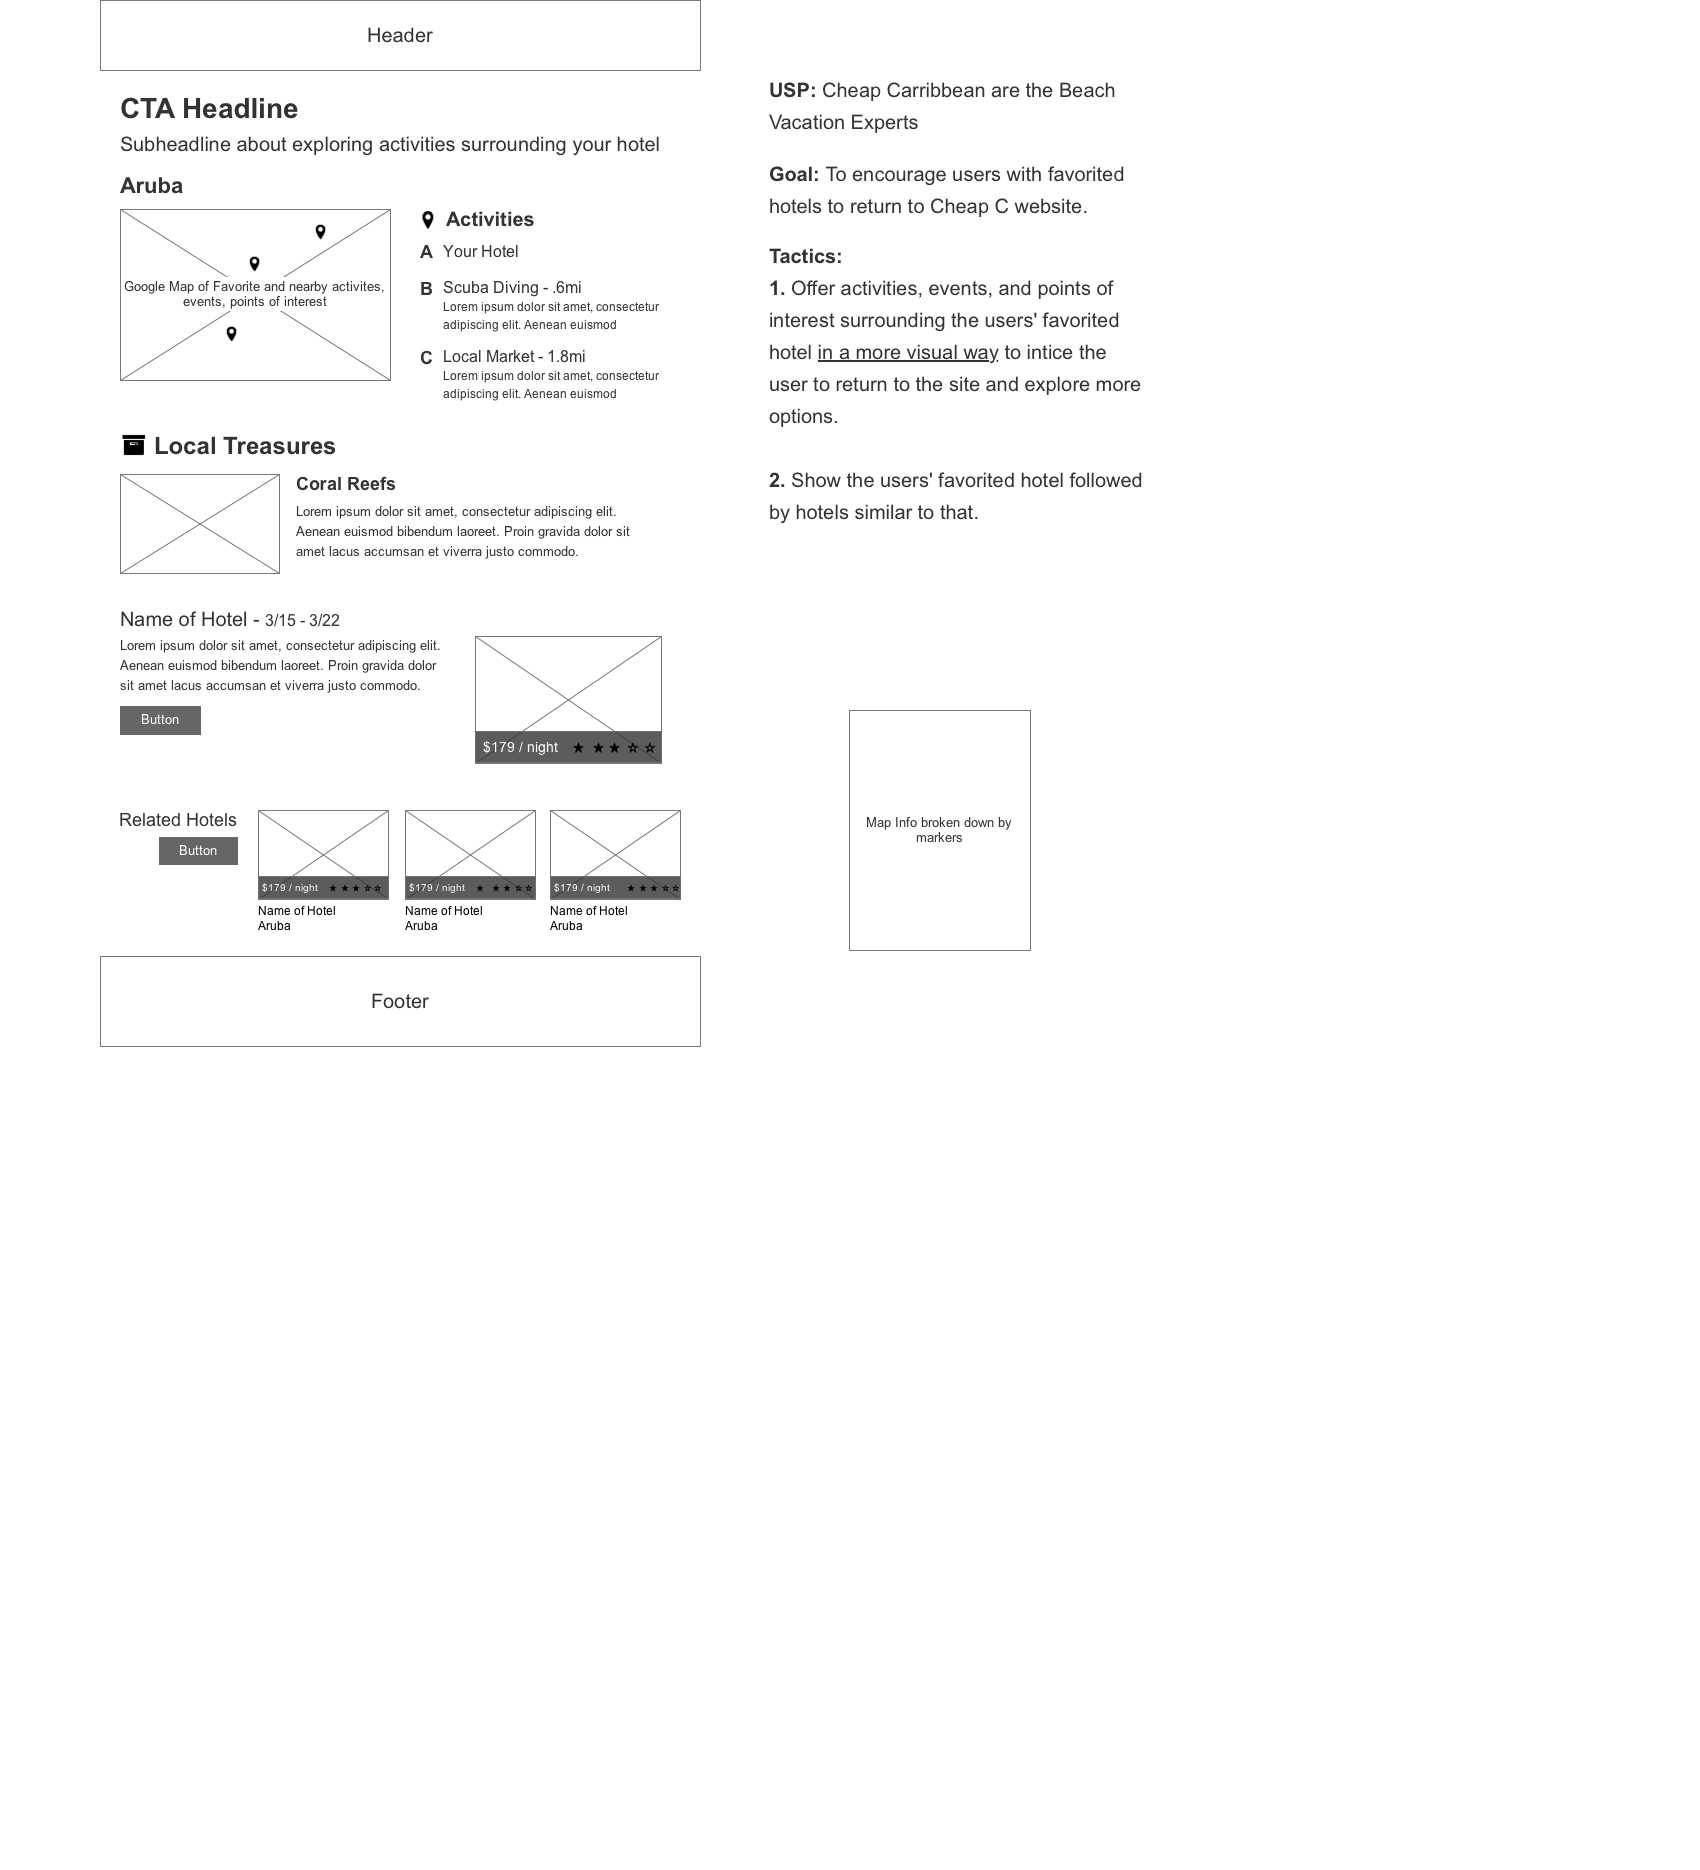 Header
CTA Headline
Subheadline about exploring activities surrounding your hotel
Aruba
Google Map of Favorite and nearby activites,
events, points of interest
Activities
A Your Hotel
B Scuba Diving - .6mi
Lorem ipsum dolor sit amet, consectetur
adipiscing elit. Aenean euismod
C Local Market - 1.8mi
Lorem ipsum dolor sit amet, consectetur
adipiscing elit. Aenean euismod
Local Treasures
Coral Reefs
Lorem ipsum dolor sit amet, consectetur adipiscing elit.
Aenean euismod bibendum laoreet. Proin gravida dolor sit
amet lacus accumsan et viverra justo commodo.
Name of Hotel - 3/15 - 3/22
Lorem ipsum dolor sit amet, consectetur adipiscing elit.
Aenean euismod bibendum laoreet. Proin gravida dolor
sit amet lacus accumsan et viverra justo commodo.
Button
$179 / night
Related Hotels
Button
$179 / night
Name of Hotel
Aruba
$179 / night
Name of Hotel
Aruba
$179 / night
Name of Hotel
Aruba
Footer
USP: Cheap Carribbean are the Beach
Vacation Experts
Goal: To encourage users with favorited
hotels to return to Cheap C website.
Tactics:
1. Offer activities, events, and points of
interest surrounding the users' favorited
hotel in a more visual way to intice the
user to return to the site and explore more
options.
2. Show the users' favorited hotel followed
by hotels similar to that.
Map Info broken down by
markers